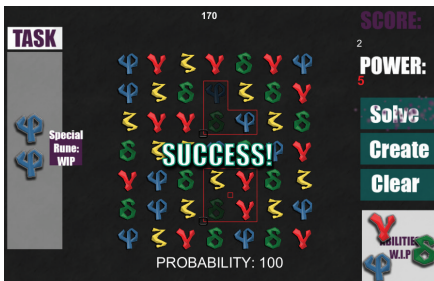 170
SCORE:
2
TASK
POWER:
5
Special
Rune:
WIP
Solve
SUCCESS!
Create
Clear
ABILITIES
W.I.P
PROBABILITY: 100